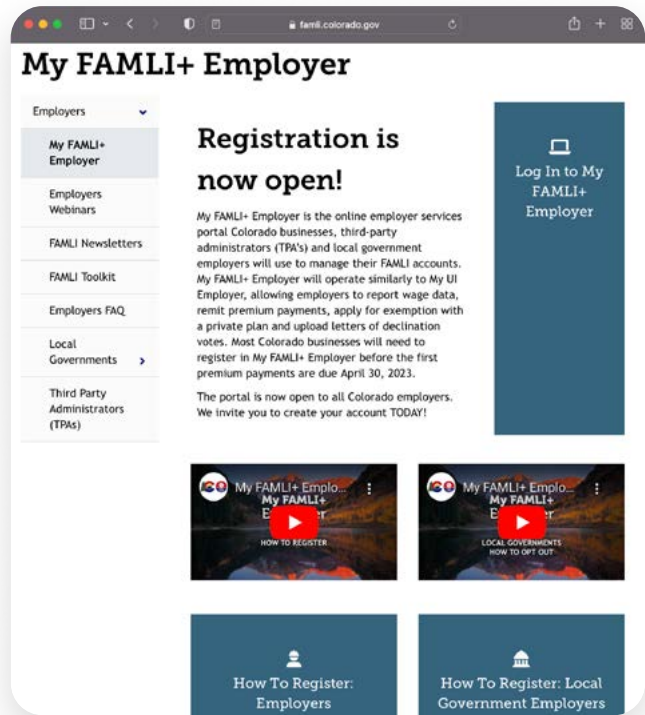 famli.colorado.gov
My FAMLI+ Employer
Employers
My FAMLI+
Employer
Employers
Webinars
FAMLI Newsletters
FAMLI Toolkit
Employers FAQ
Local
Governments
Third Party
Administrators
(TPAs)
Registration is
now open!
My FAMLI+ Employer is the online employer services
portal Colorado businesses, third-party
administrators (TPA's) and local government
employers will use to manage their FAMLI accounts.
My FAMLI+ Employer will operate similarly to My UI
Employer, allowing employers to report wage data,
remit premium payments, apply for exemption with
a private plan and upload letters of declination
votes. Most Colorado businesses will need to
register in My FAMLI+ Employer before the first
premium payments are due April 30, 2023.
The portal is now open to all Colorado employers.
We invite you to create your account TODAY!
Log In to My
FAMLI+
Employer
My FAMLI+ Emplo...
My FAMLI+
HOW TO REGISTER
My FAMLI+ Emplo...
My FAMLI+
LOCAL GOVERNMENTS
HOW TO OPT OUT
How To Register:
Employers
How To Register: Local
Government Employers